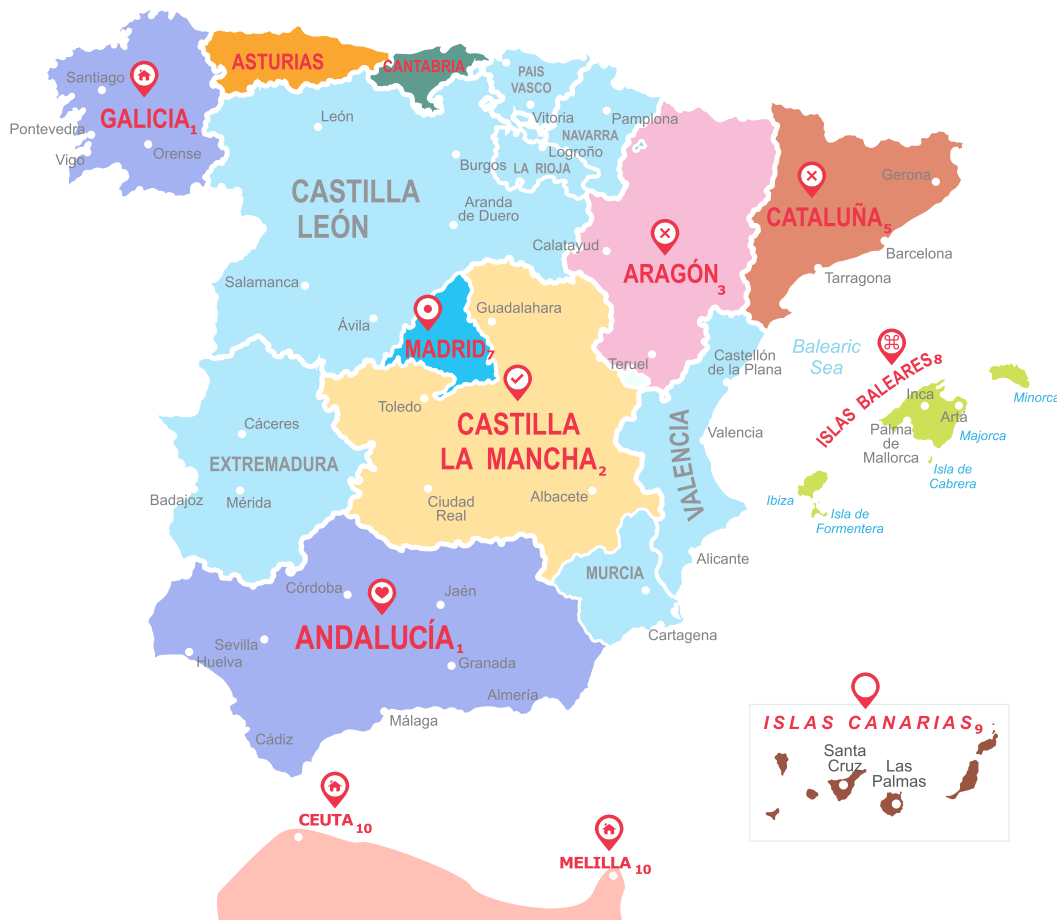 ASTURIAS
CANTABRIA
Santiago
GALICIA1
Pontevedra
Vigo
Orense
León
PAIS
VASCO
Vitoria
NAVARRA
Pamplona
Logroño
LA RIOJA
Burgos
CASTILLA
LEÓN
Aranda
de Duero
Calatayud
Salamanca
Ávila
ARAGÓN3
Teruel
CATALUÑA5
Gerona
Barcelona
Tarragona
Guadalahara
MADRID7
Toledo
CASTILLA
LA MANCHA2
Ciudad
Real
Albacete
Castellón
de la Plana
VALENCIA
Valencia
Alicante
Balearic
Sea
ISLAS BALEARES8
Inca
Artá
Palma
de
Mallorca
Minorca
Majorca
Isla de
Cabrera
Ibiza
Isla de
Formentera
Cáceres
EXTREMADURA
Badajoz
Mérida
MURCIA
Cartagena
Córdoba
Jaén
ANDALUCÍA1
Sevilla
Huelva
Granada
Almería
Málaga
Cádiz
CEUTA 10
MELILLA 10
ISLAS CANARIAS9
Santa
Cruz
Las
Palmas